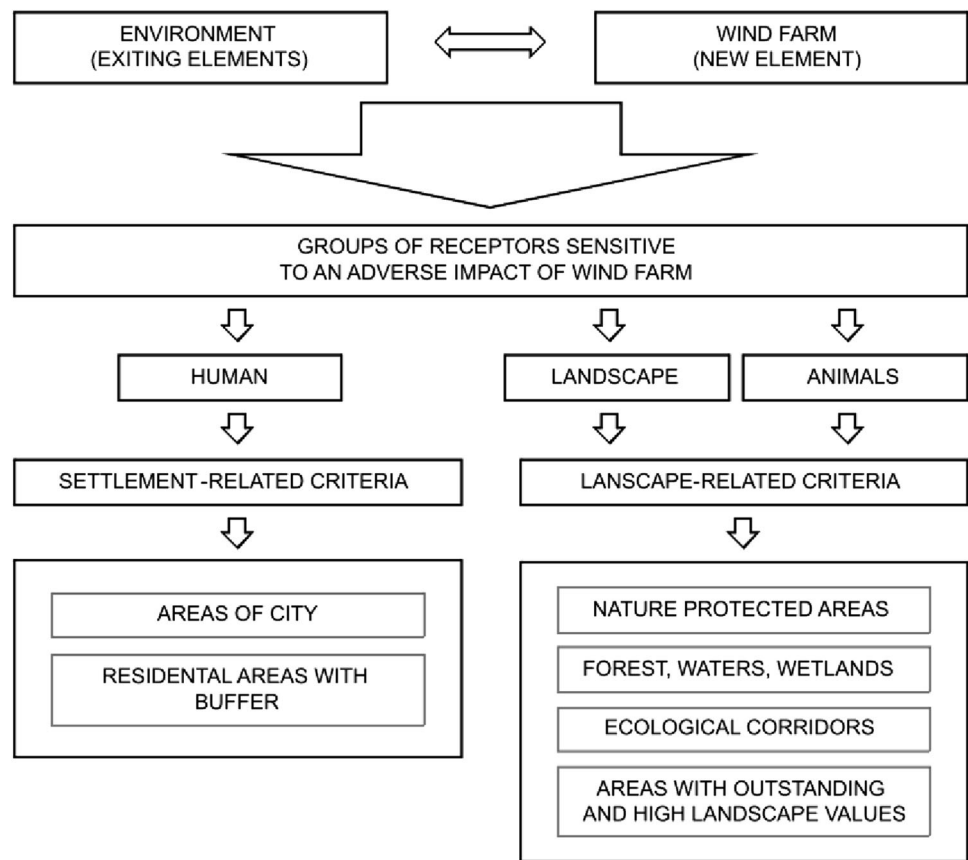 ENVIRONMENT
(EXITING ELEMENTS)
WIND FARM
(NEW ELEMENT)
GROUPS OF RECEPTORS SENSITIVE
TO AN ADVERSE IMPACT OF WIND FARM
HUMAN
LANDSCAPE
ANIMALS
SETTLEMENT-RELATED CRITERIA
LANSCAPE-RELATED CRITERIA
AREAS OF CITY
RESIDENTAL AREAS WITH
BUFFER
NATURE PROTECTED AREAS
FOREST, WATERS, WETLANDS
ECOLOGICAL CORRIDORS
AREAS WITH OUTSTANDING
AND HIGH LANDSCAPE VALUES